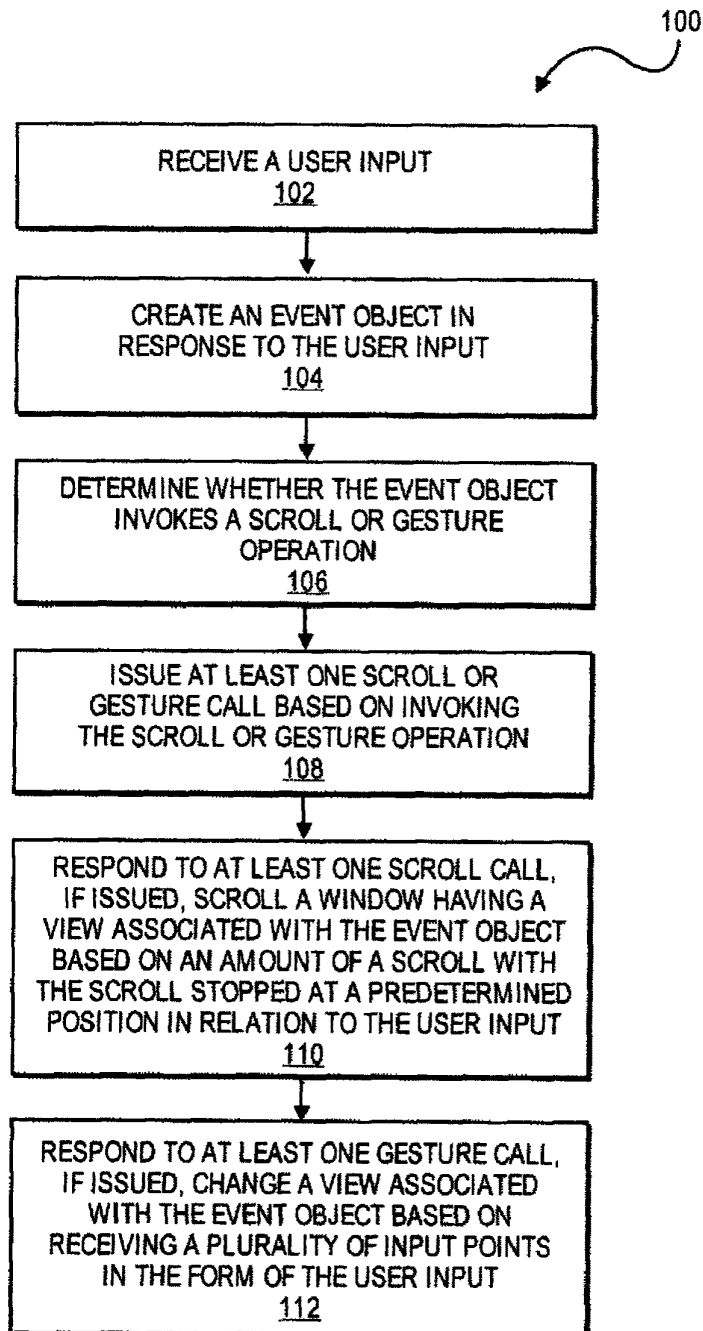 100
RECEIVE A USER INPUT
102
CREATE AN EVENT OBJECT IN
RESPONSE TO THE USER INPUT
104
DETERMINE WHETHER THE EVENT OBJECT
INVOKES A SCROLL OR GESTURE
OPERATION
106
ISSUE AT LEAST ONE SCROLL OR
GESTURE CALL BASED ON INVOKING
THE SCROLL OR GESTURE OPERATION
108
RESPOND TO AT LEAST ONE SCROLL CALL,
IF ISSUED, SCROLL A WINDOW HAVING A
VIEW ASSOCIATED WITH THE EVENT OBJECT
BASED ON AN AMOUNT OF A SCROLL WITH
THE SCROLL STOPPED AT A PREDETERMINED
POSITION IN RELATION TO THE USER INPUT
110
RESPOND TO AT LEAST ONE GESTURE CALL,
IF ISSUED, CHANGE A VIEW ASSOCIATED
WITH THE EVENT OBJECT BASED ON
RECEIVING A PLURALITY OF INPUT POINTS
IN THE FORM OF THE USER INPUT
112